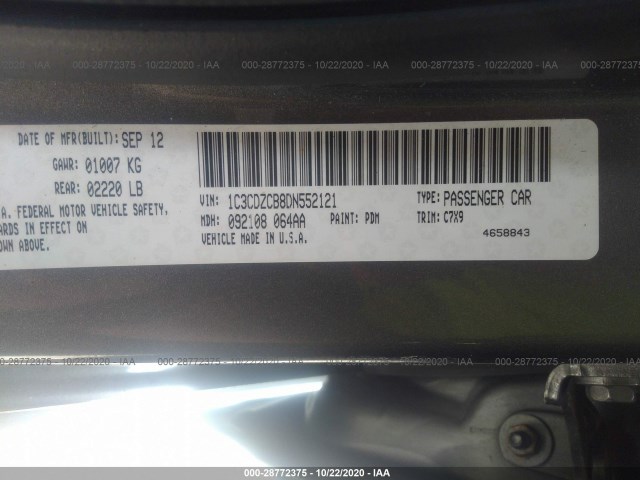 000-28772375 - 10/22/2020 - IAA 000-28772375 - 10/22/2020 - IAA
DATE OF MFR(BUILT): SEP 12
GAWR: 01007 KG
REAR: 02220 LB
A. FEDERAL MOTOR VEHICLE SAFETY,
ARDS IN EFFECT ON
OWN ABOVE.
VIN: 1C3CDZCB8DN552121 TYPE: PASSENGER CAR
MDH: 092108 064AA PAINT: PDM TRIM: C7X9
VEHICLE MADE IN U.S.A. 4658843
000-28772375 - 10/22/2020 - IAA 000-28772375 - 10/22/2020 - IAA
000-28772375 - 10/22/2020 - IAA